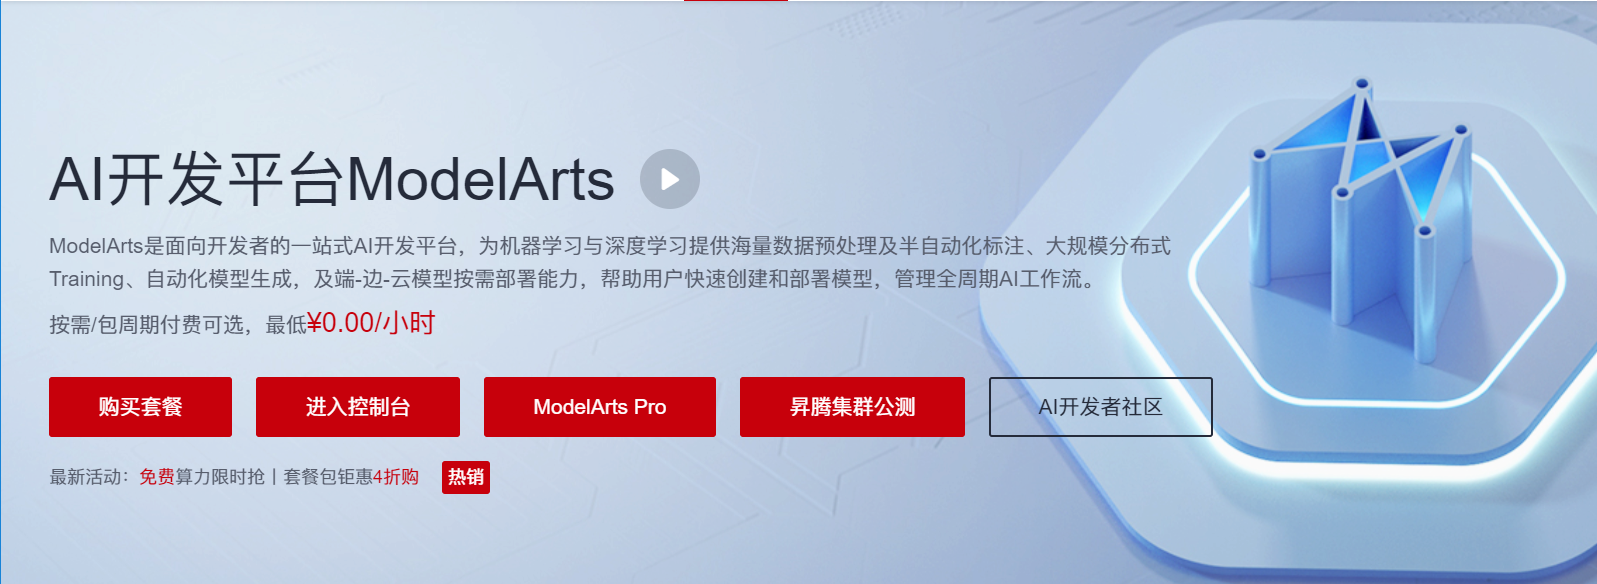 AI开发平台ModelArts
ModelArts是面向开发者的一站式AI开发平台，为机器学习与深度学习提供海量数据预处理及半自动化标注、大规模分布式
Training、自动化模型生成，及端-边-云模型按需部署能力，帮助用户快速创建和部署模型，管理全周期AI工作流。
按需/包周期付费可选，最低¥0.00/小时
购买套餐 进入控制台 ModelArts Pro 昇腾集群公测 AI开发者社区
最新活动：免费算力限时抢丨套餐包钜惠4折购 热销